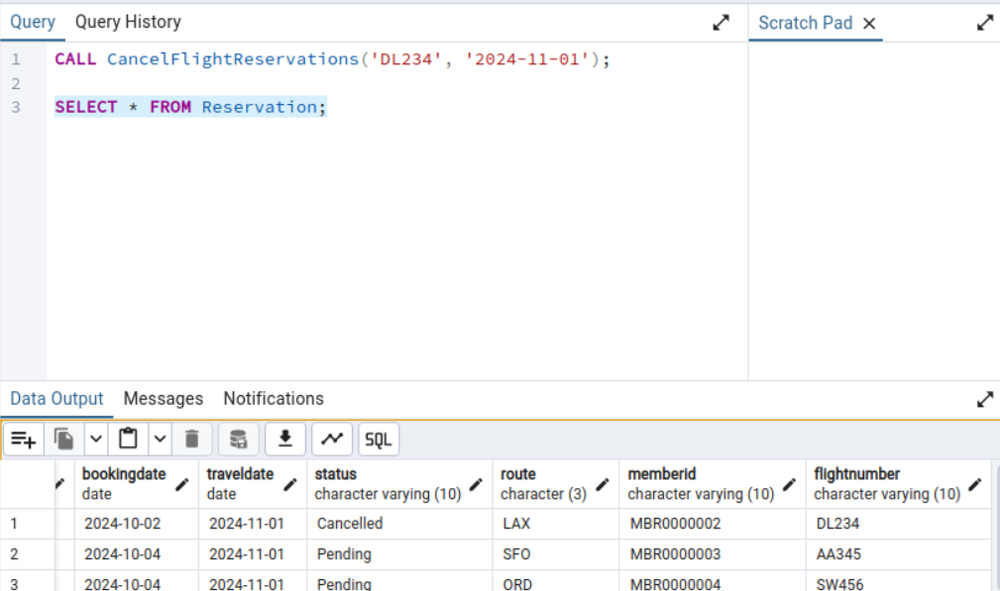 Query Query History Scratch Pad
1 CALL CancelFlightReservations('DL234', '2024-11-01');
2
3 SELECT * FROM Reservation;
Data Output Messages Notifications
SQL
bookingdate traveldate status route memberid flightnumber
date date character varying (10) character (3) character varying (10) character varying (10)
1 2024-10-02 2024-11-01 Cancelled LAX MBR0000002 DL234
2 2024-10-04 2024-11-01 Pending SFO MBR0000003 AA345
3 2024-10-04 2024-11-01 Pending ORD MBR0000004 SW456